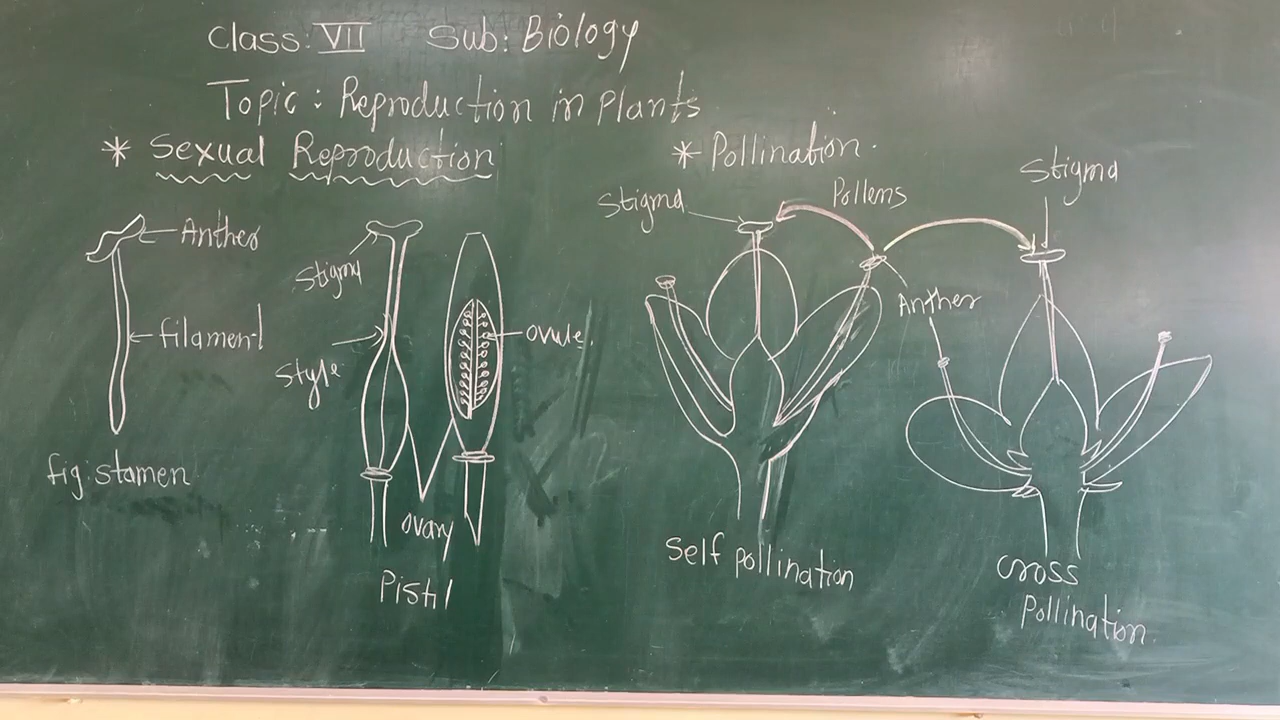 Class: VII Sub: Biology
Topic: Reproduction in Plants
* Sexual Reproduction
Anther
filament
fig: stamen
Stigma
Style
ovule.
ovary
Pistil
* Pollination.
Stigma
Pollens
Stigma
Anther
Self pollination
Cross
Pollination.